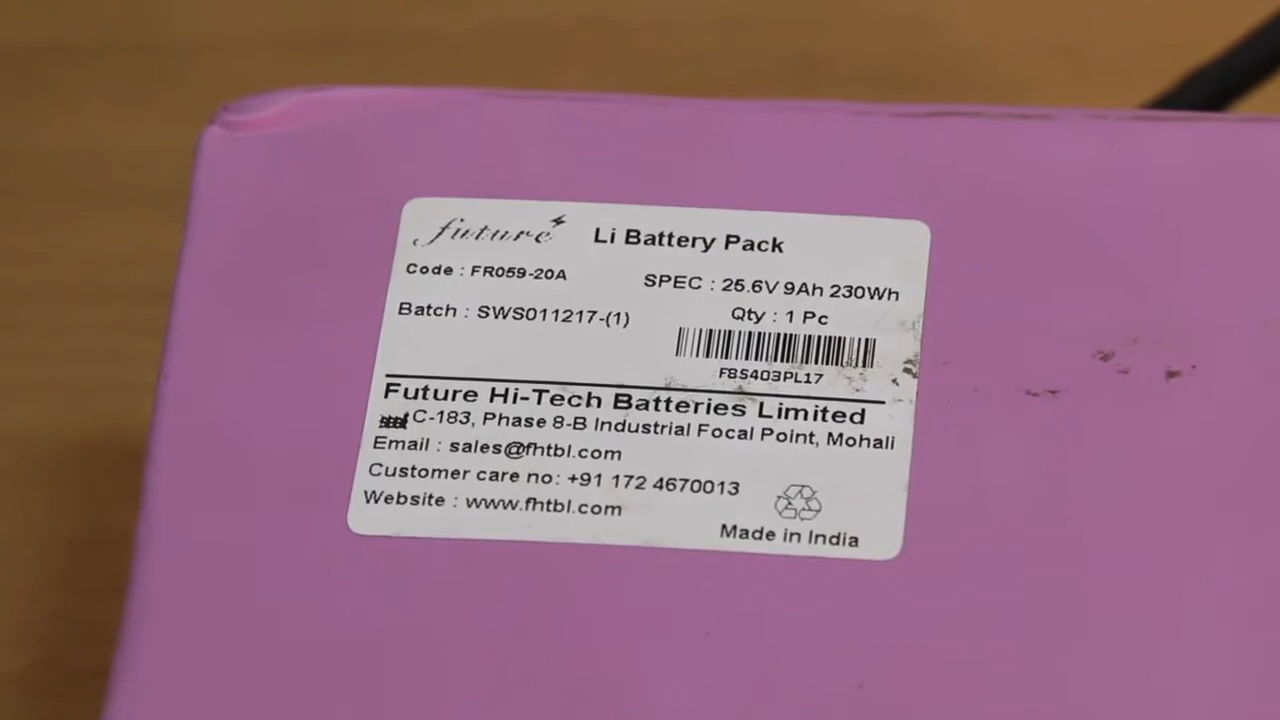 future Li Battery Pack
Code : FR059-20A
SPEC : 25.6V 9Ah 230Wh
Batch : SWS011217-(1)
Qty : 1 Pc
F85403PL17
Future Hi-Tech Batteries Limited
C-183, Phase 8-B Industrial Focal Point, Mohali
Email : sales@fhtbl.com
Customer care no: +91 172 4670013
Website : www.fhtbl.com
Made in India